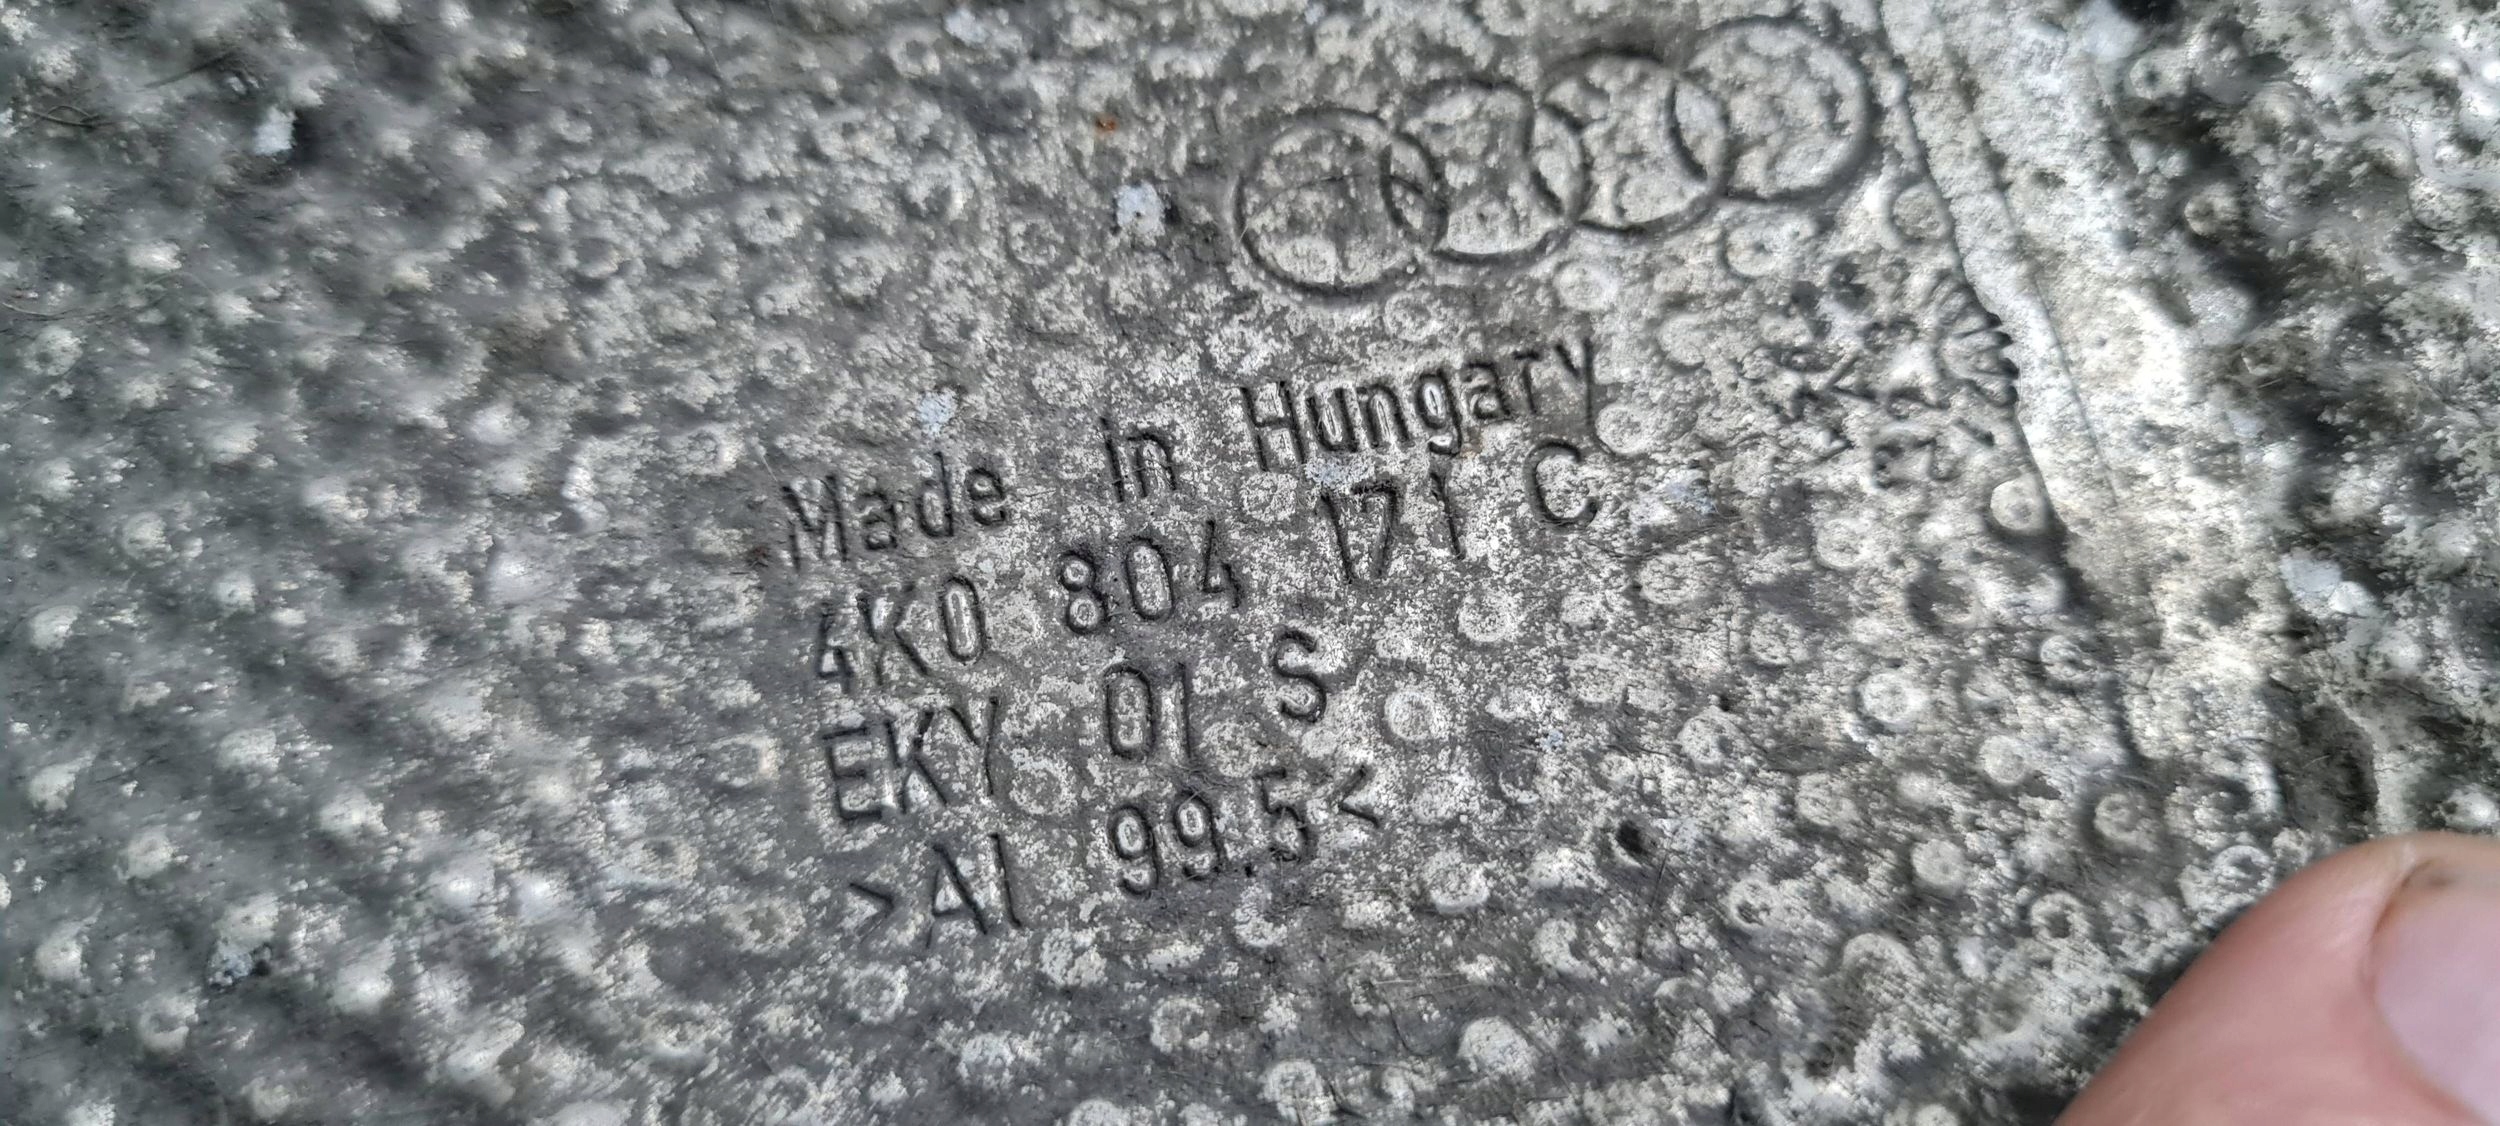 Made in Hungary
4K0 804 171 C
EKY 01 S
>Al 99.5<